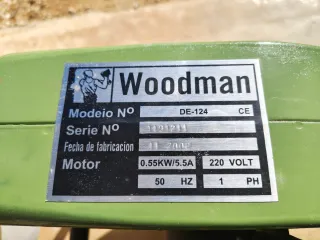 Woodman
Modelo Nº DE-124 CE
Serie Nº
Fecha de fabricacion
Motor 0.55KW/5.5A 220 VOLT
50 HZ 1 PH